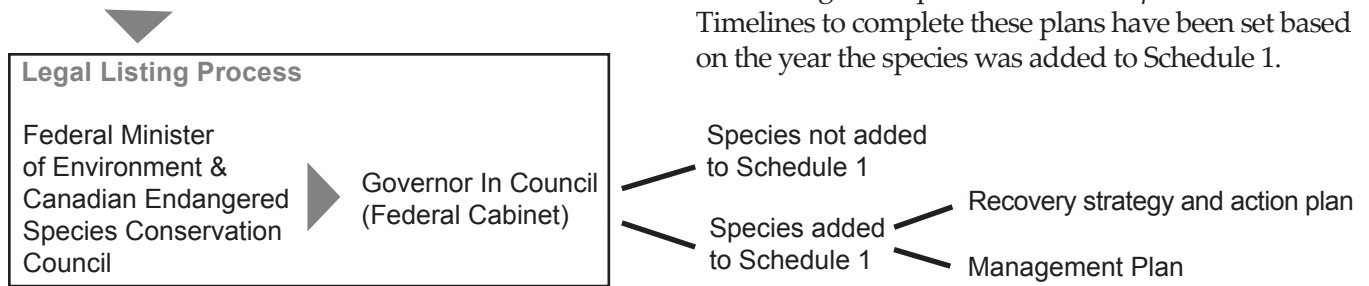 Timelines to complete these plans have been set based
on the year the species was added to Schedule 1.
Legal Listing Process
Federal Minister
of Environment &
Canadian Endangered
Species Conservation
Council
Governor In Council
(Federal Cabinet)
Species not added
to Schedule 1
Species added
to Schedule 1
Recovery strategy and action plan
Management Plan